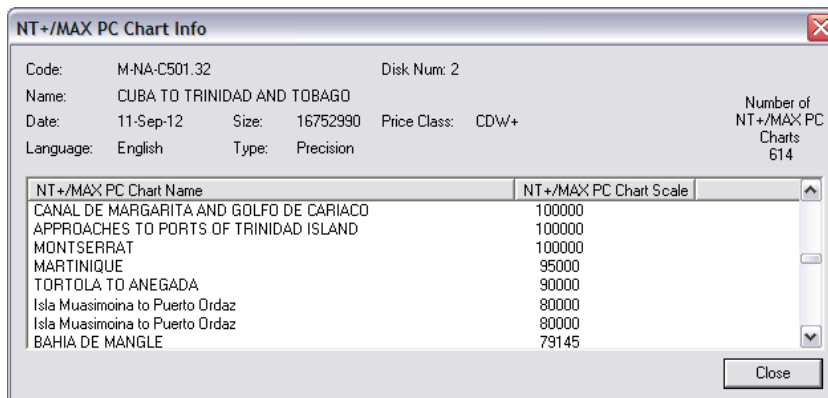 NT+/MAX PC Chart Info
Code: M-NA-C501.32 Disk Num: 2
Name: CUBA TO TRINIDAD AND TOBAGO
Date: 11-Sep-12 Size: 16752990 Price Class: CDW+
Language: English Type: Precision
Number of
NT+/MAX PC
Charts
614
NT+/MAX PC Chart Name NT+/MAX PC Chart Scale
CANAL DE MARGARITA AND GOLFO DE CARIACO 100000
APPROACHES TO PORTS OF TRINIDAD ISLAND 100000
MONTSERRAT 100000
MARTINIQUE 95000
TORTOLA TO ANEGADA 90000
Isla Muasimoina to Puerto Ordaz 80000
Isla Muasimoina to Puerto Ordaz 80000
BAHIA DE MANGLE 79145
Close